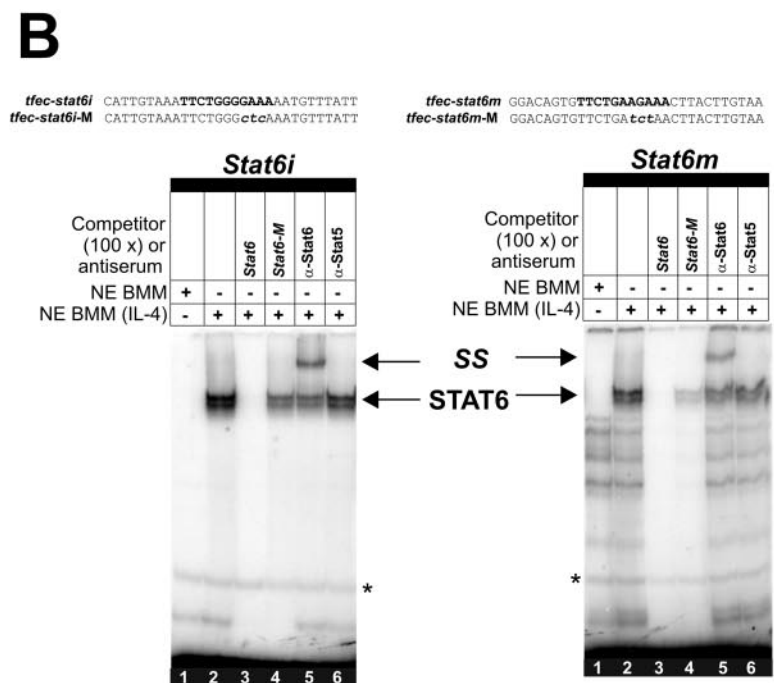 B
tfec-stat6i CATTGTAAATTCTGGGGAAAAATGTTTATT
tfec-stat6i-M CATTGTAAATTCTGGGctcAAATGTTTATT
tfec-stat6m GGACAGTGTTCTGAAGAAACTTACTTGTAA
tfec-stat6m-M GGACAGTGTTCTGAtctAACTTACTTGTAA
Stat6i
Competitor
(100 x) or
antiserum
Stat6
Stat6-M
α-Stat6
α-Stat5
NE BMM + - - - - -
NE BMM (IL-4) - + + + + +
Stat6m
Competitor
(100 x) or
antiserum
Stat6
Stat6-M
α-Stat6
α-Stat5
NE BMM + - - - - -
NE BMM (IL-4) - + + + + +
SS
STAT6
*
*
1 2 3 4 5 6
1 2 3 4 5 6